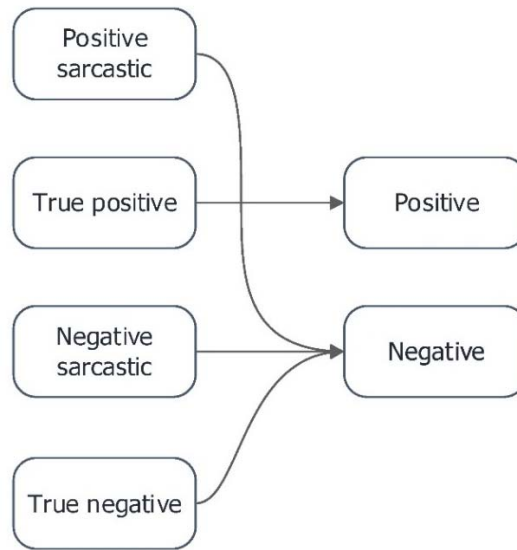 Positive
sarcastic
True positive
Positive
Negative
sarcastic
Negative
True negative